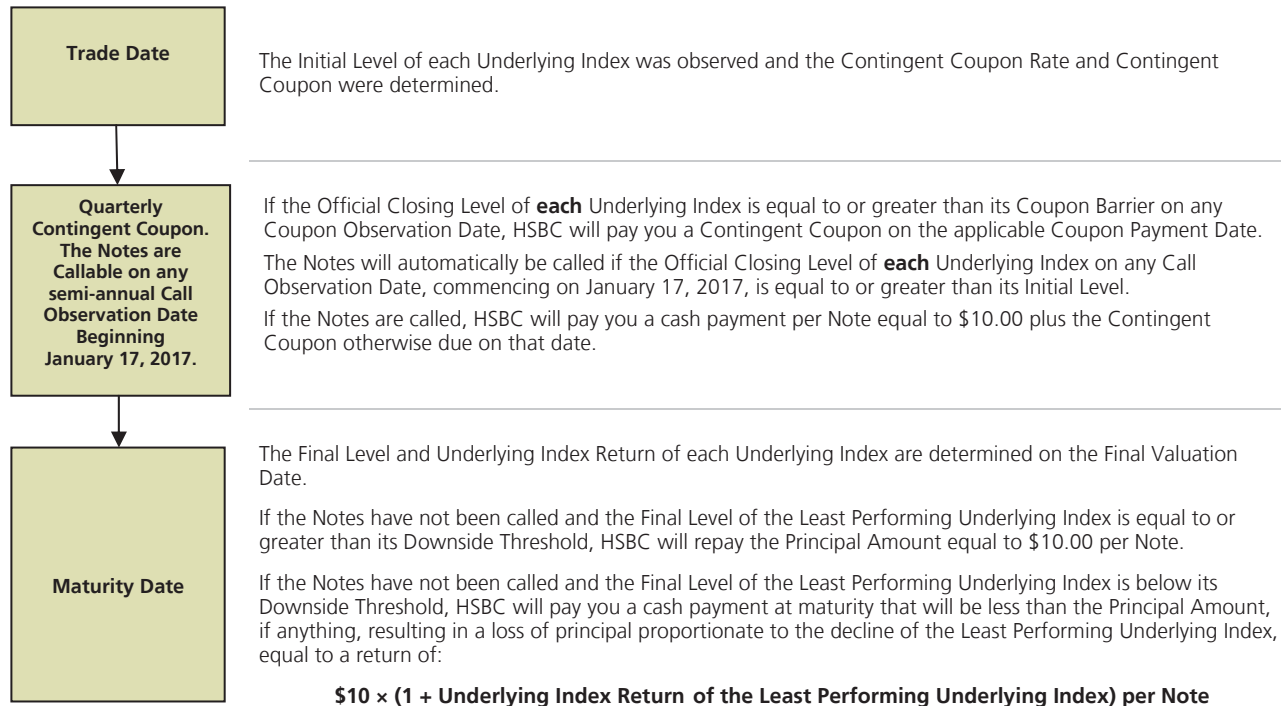 Trade Date
The Initial Level of each Underlying Index was observed and the Contingent Coupon Rate and Contingent
Coupon were determined.
Quarterly
Contingent Coupon.
The Notes are
Callable on any
semi-annual Call
Observation Date
Beginning
January 17, 2017.
If the Official Closing Level of each Underlying Index is equal to or greater than its Coupon Barrier on any
Coupon Observation Date, HSBC will pay you a Contingent Coupon on the applicable Coupon Payment Date.
The Notes will automatically be called if the Official Closing Level of each Underlying Index on any Call
Observation Date, commencing on January 17, 2017, is equal to or greater than its Initial Level.
If the Notes are called, HSBC will pay you a cash payment per Note equal to $10.00 plus the Contingent
Coupon otherwise due on that date.
Maturity Date
The Final Level and Underlying Index Return of each Underlying Index are determined on the Final Valuation
Date.
If the Notes have not been called and the Final Level of the Least Performing Underlying Index is equal to or
greater than its Downside Threshold, HSBC will repay the Principal Amount equal to $10.00 per Note.
If the Notes have not been called and the Final Level of the Least Performing Underlying Index is below its
Downside Threshold, HSBC will pay you a cash payment at maturity that will be less than the Principal Amount,
if anything, resulting in a loss of principal proportionate to the decline of the Least Performing Underlying Index,
equal to a return of:
$10 × (1 + Underlying Index Return of the Least Performing Underlying Index) per Note